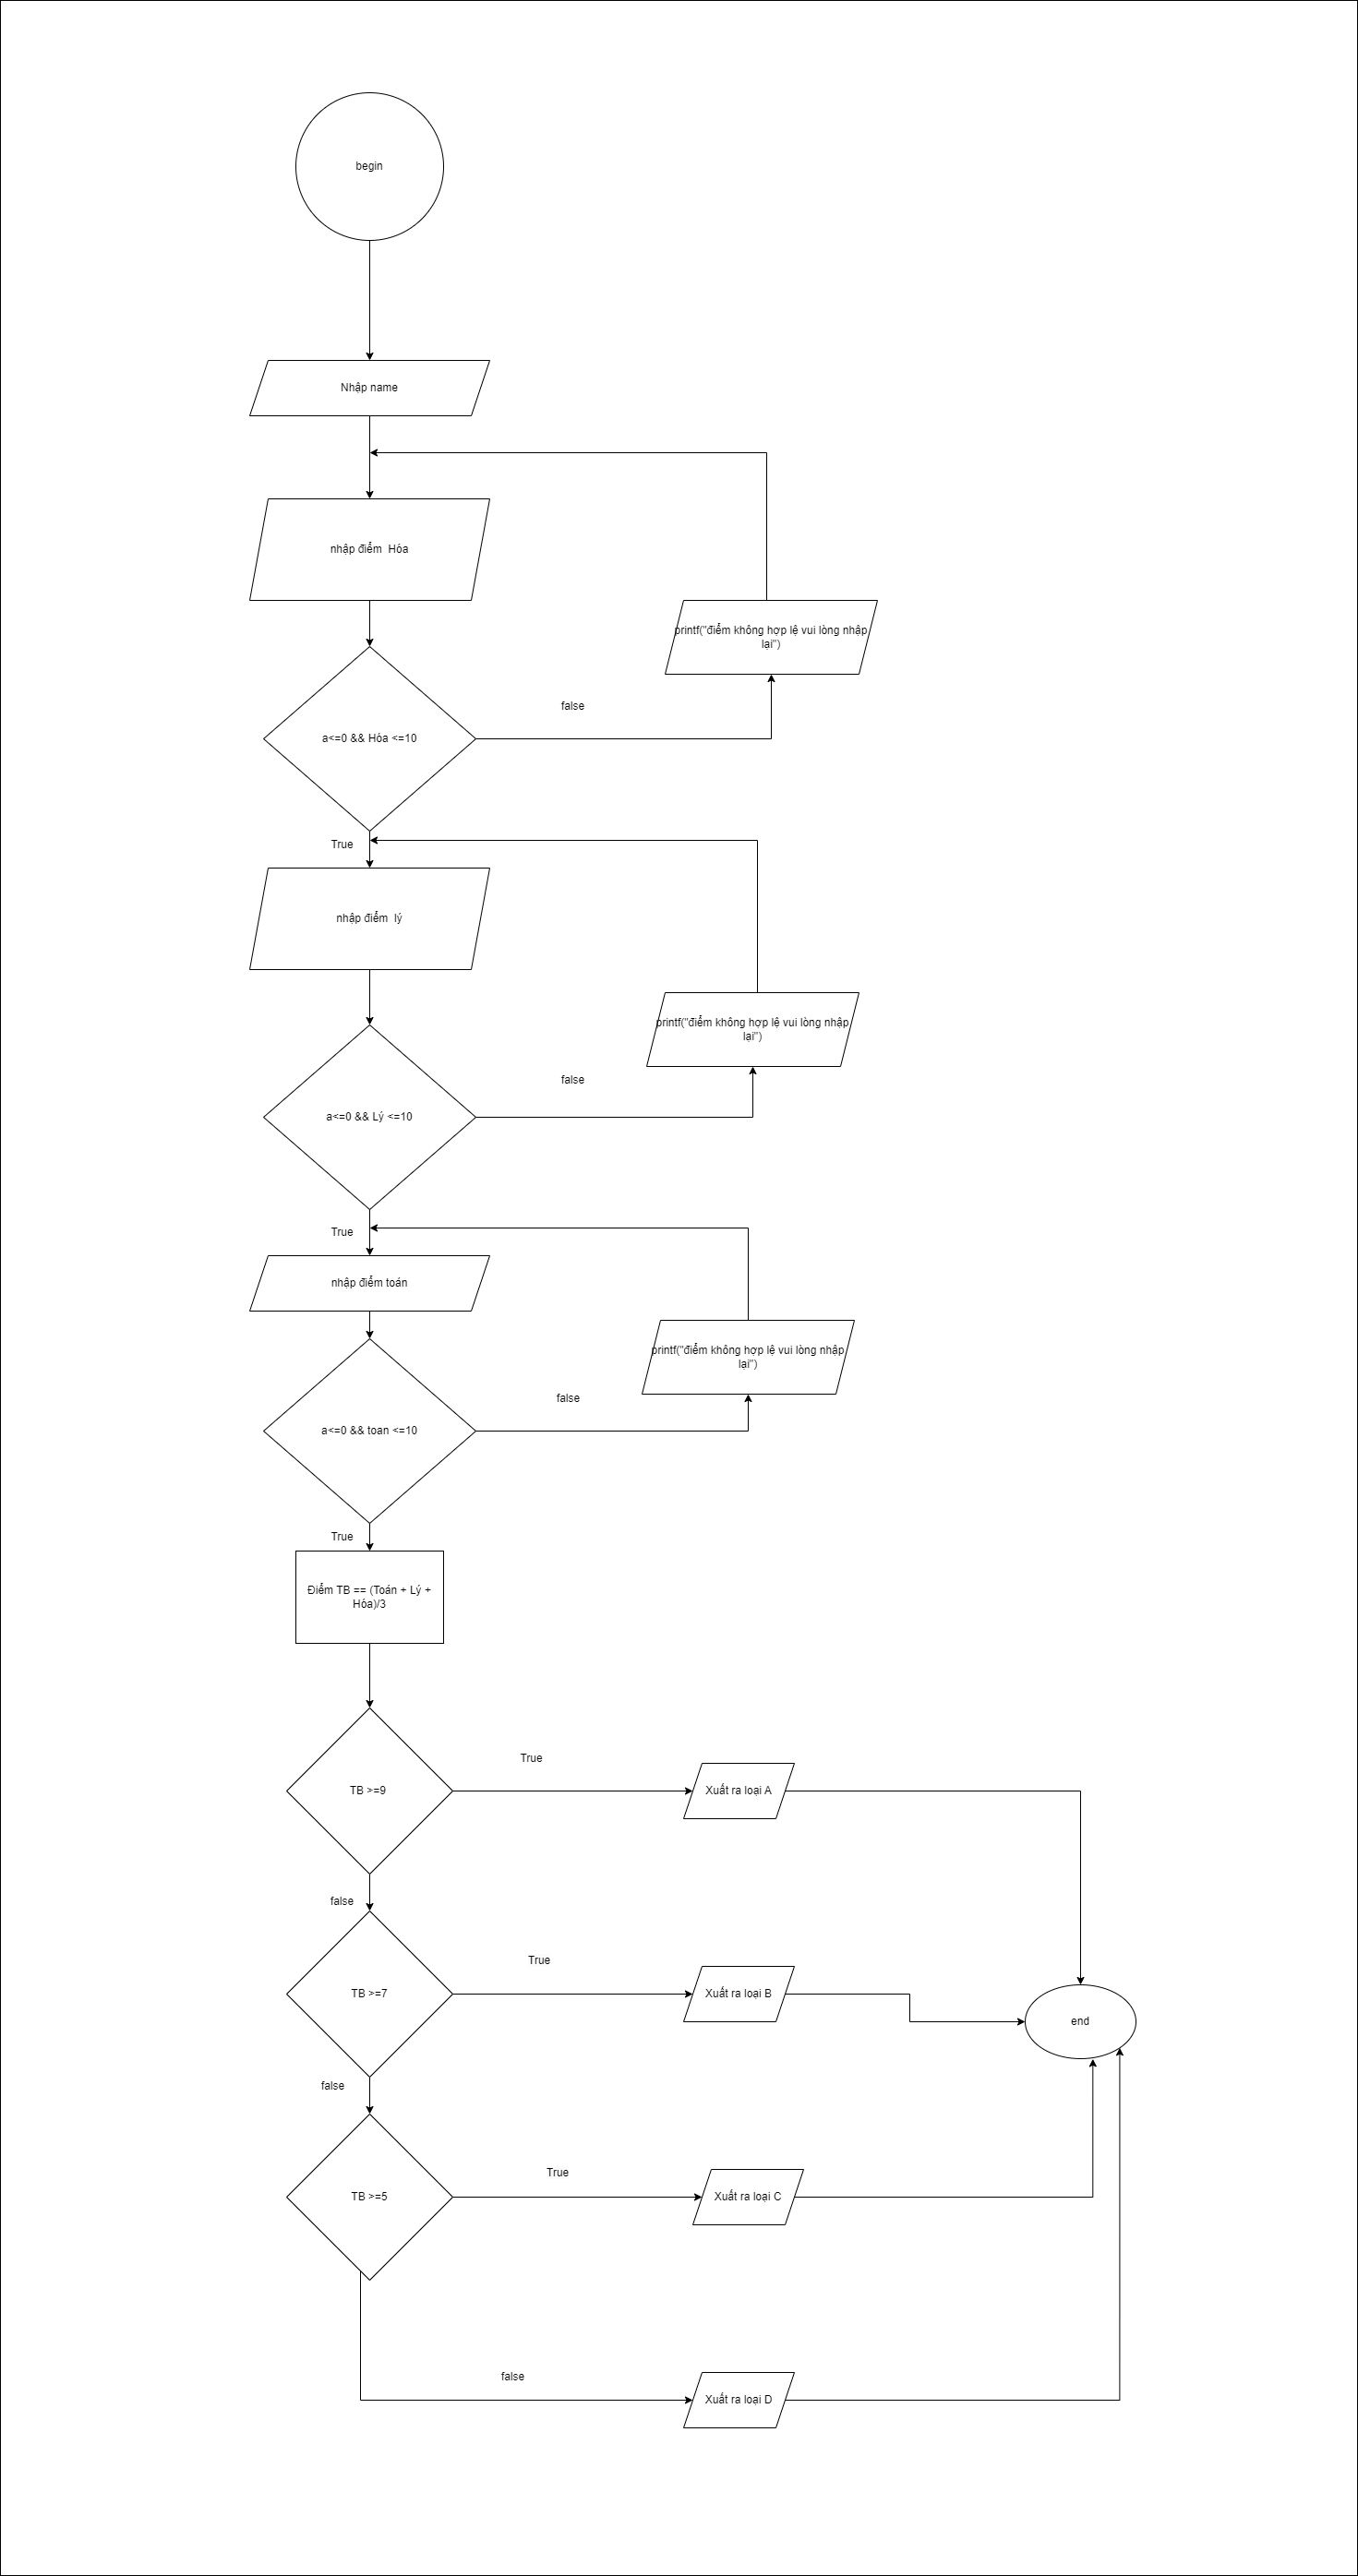 begin
Nhập name
nhập điểm  Hóa
printf("điểm không hợp lệ vui lòng nhập
lại")
false
a<=0 && Hóa <=10
True
nhập điểm  lý
printf("điểm không hợp lệ vui lòng nhập
lại")
false
a<=0 && Lý <=10
True
nhập điểm toán
printf("điểm không hợp lệ vui lòng nhập
lại")
false
a<=0 && toan <=10
True
Điểm TB == (Toán + Lý +
Hóa)/3
True
TB >=9
Xuất ra loại A
false
True
TB >=7
Xuất ra loại B
end
false
True
TB >=5
Xuất ra loại C
false
Xuất ra loại D